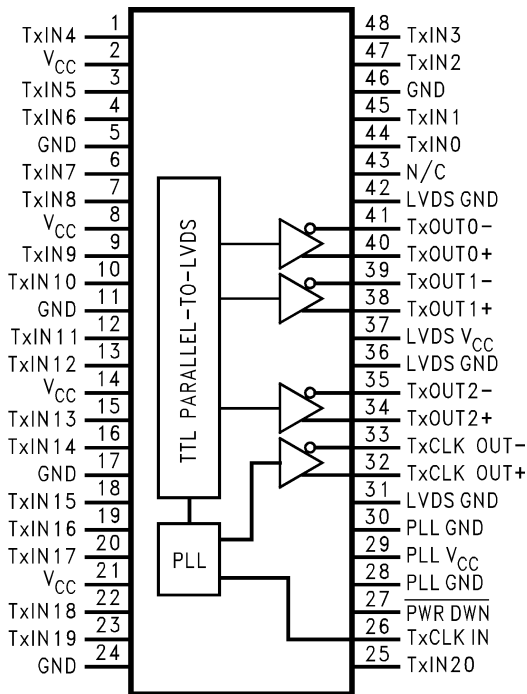 TxIN4 1
VCC 2
TxIN5 3
TxIN6 4
GND 5
TxIN7 6
TxIN8 7
VCC 8
TxIN9 9
TxIN10 10
GND 11
TxIN11 12
TxIN12 13
VCC 14
TxIN13 15
TxIN14 16
GND 17
TxIN15 18
TxIN16 19
TxIN17 20
VCC 21
TxIN18 22
TxIN19 23
GND 24
TTL PARALLEL-TO-LVDS
PLL
48 TxIN3
47 TxIN2
46 GND
45 TxIN1
44 TxIN0
43 N/C
42 LVDS GND
41 TxOUT0-
40 TxOUT0+
39 TxOUT1-
38 TxOUT1+
37 LVDS VCC
36 LVDS GND
35 TxOUT2-
34 TxOUT2+
33 TxCLK OUT-
32 TxCLK OUT+
31 LVDS GND
30 PLL GND
29 PLL VCC
28 PLL GND
27 PWR DWN
26 TxCLK IN
25 TxIN20